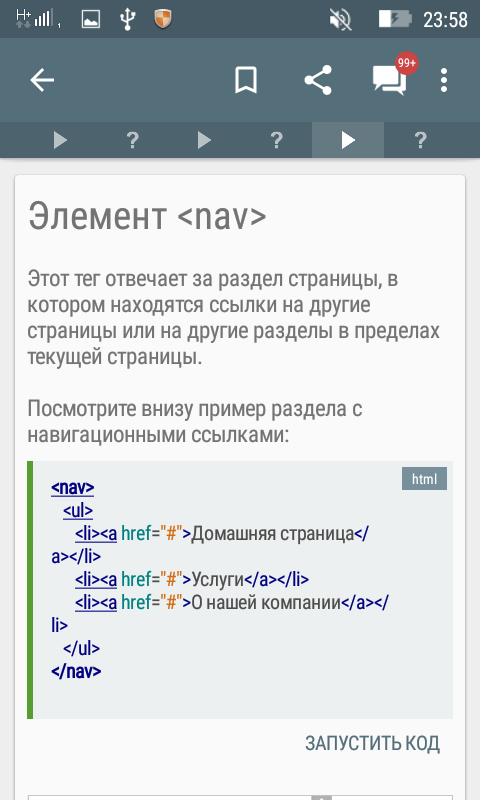 H+ 23:58
99+
? ? ?
Элемент <nav>
Этот тег отвечает за раздел страницы, в
котором находятся ссылки на другие
страницы или на другие разделы в пределах
текущей страницы.
Посмотрите внизу пример раздела с
навигационными ссылками:
html
<nav>
<ul>
<li><a href="#">Домашняя страница</
a></li>
<li><a href="#">Услуги</a></li>
<li><a href="#">О нашей компании</a></
li>
</ul>
</nav>
ЗАПУСТИТЬ КОД